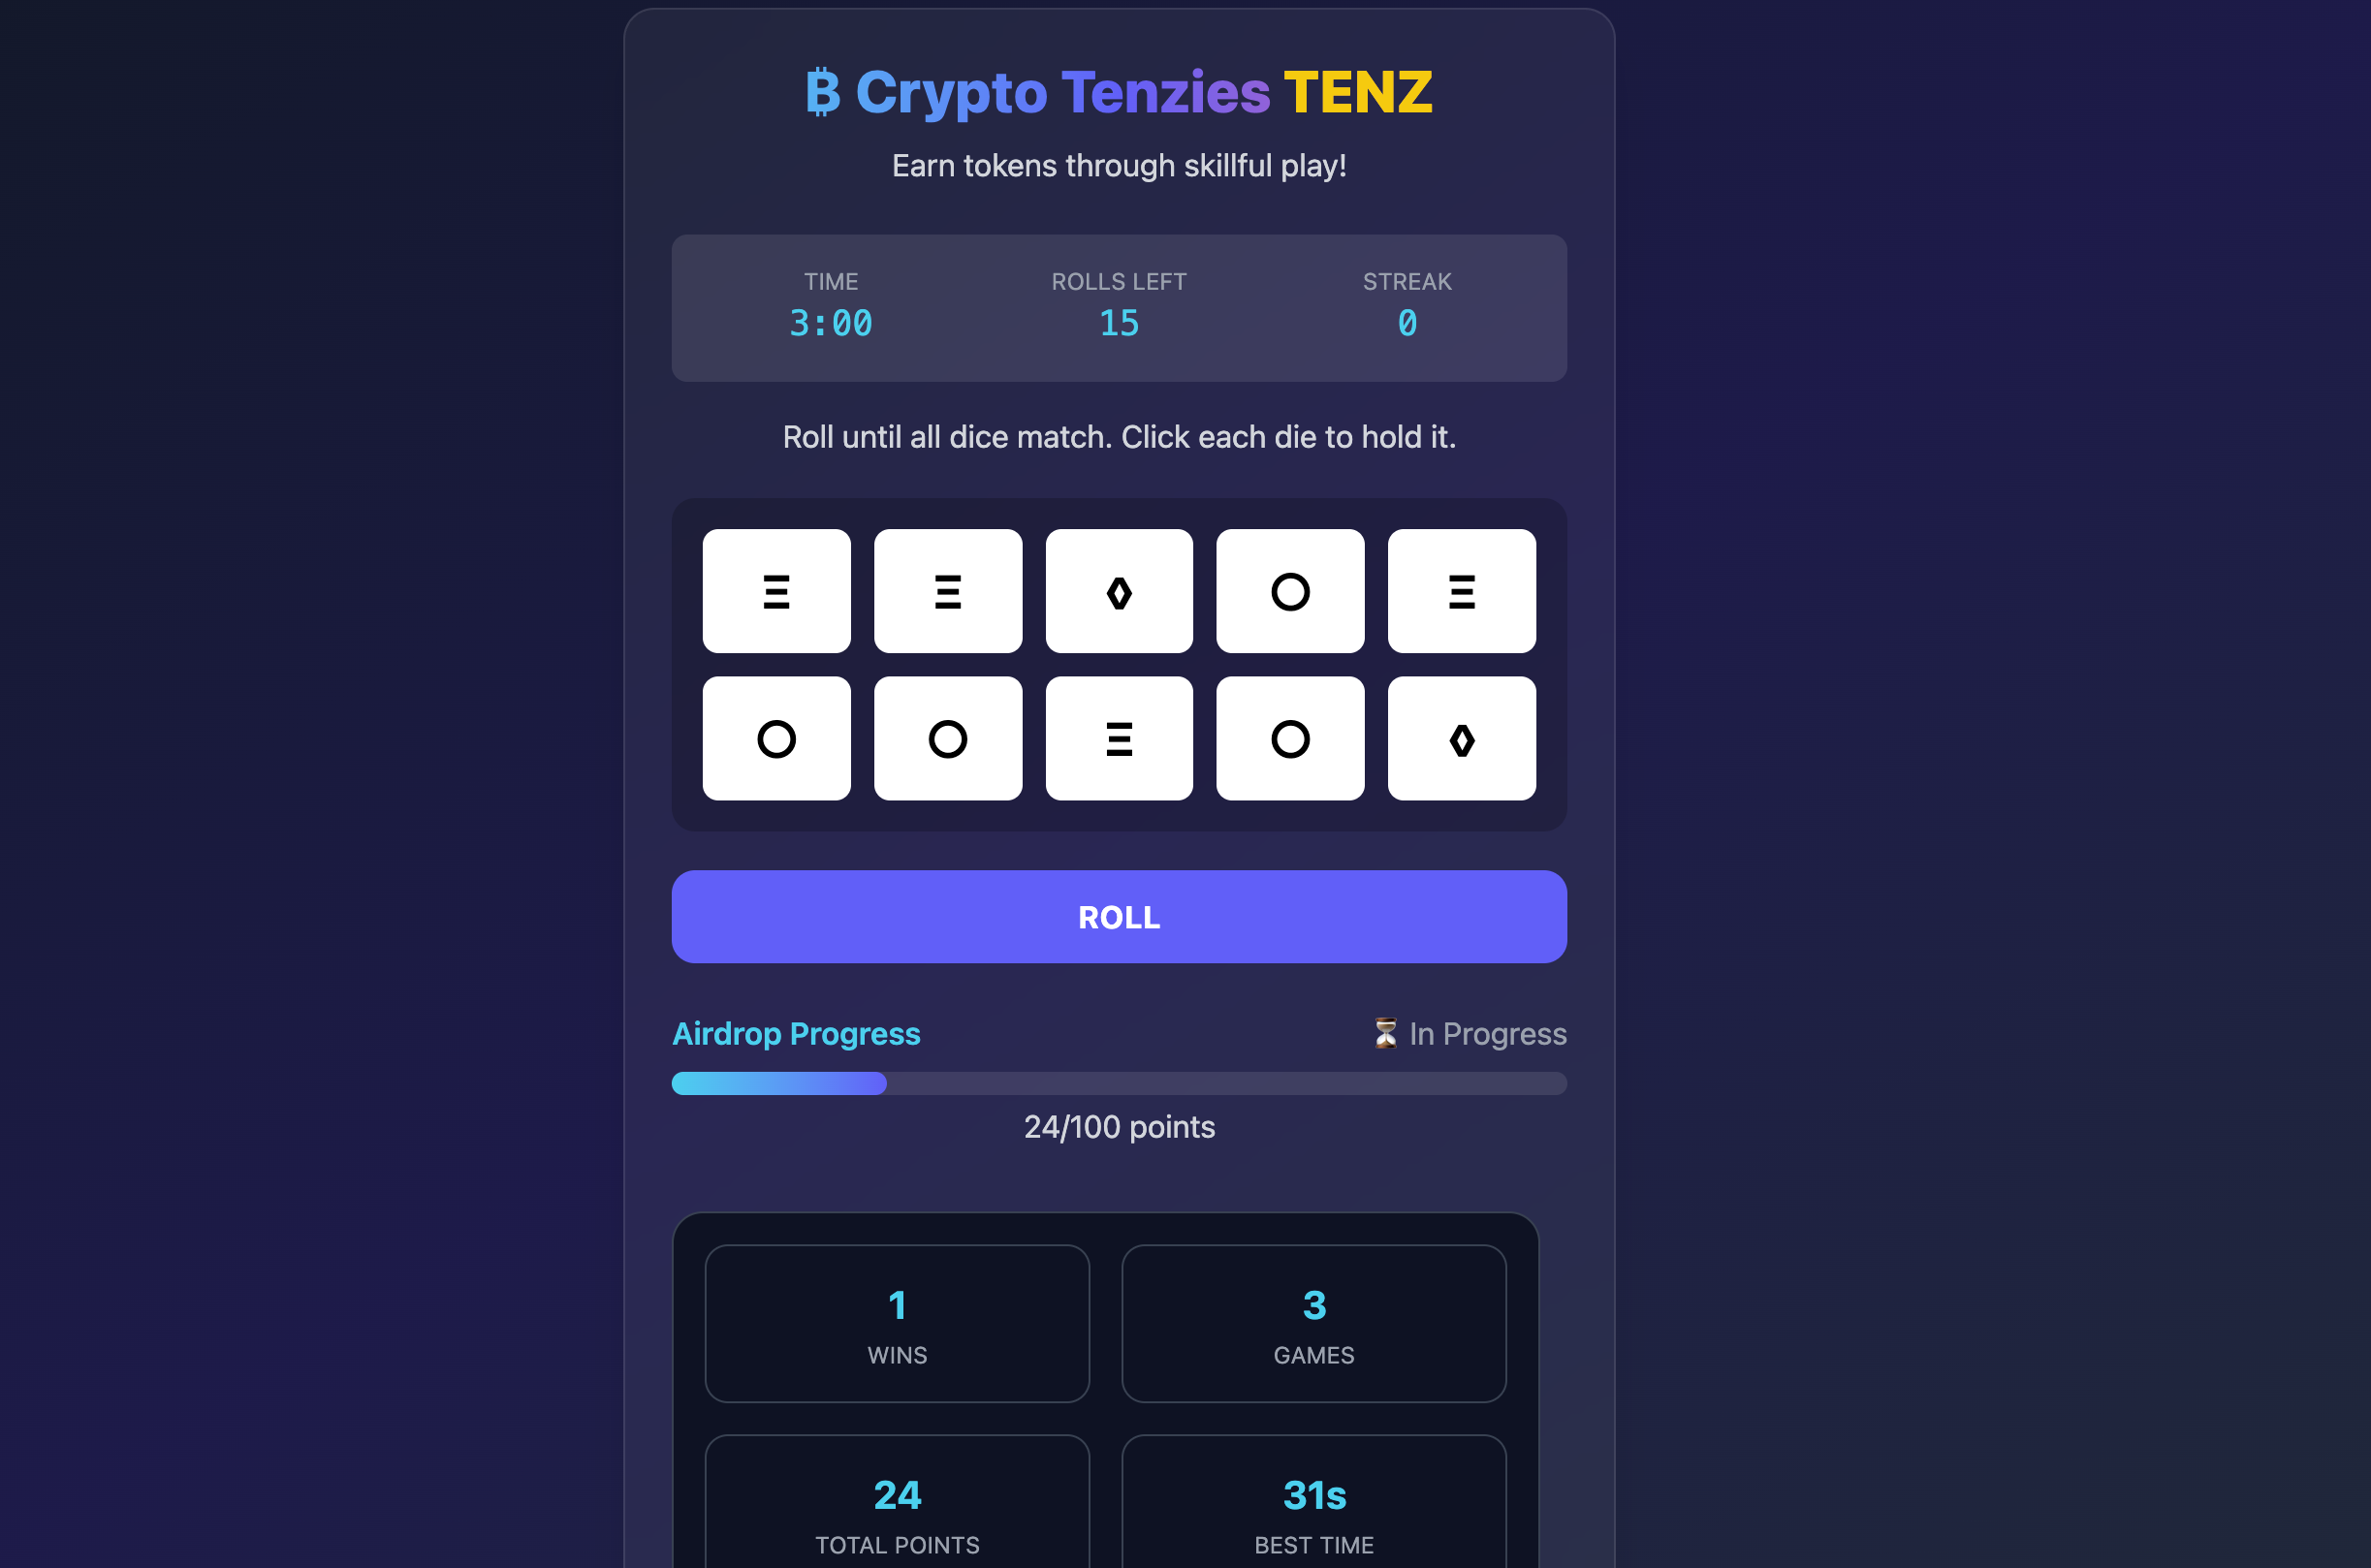 ₿ Crypto Tenzies TENZ
Earn tokens through skillful play!
TIME ROLLS LEFT STREAK
3:00 15 0
Roll until all dice match. Click each die to hold it.
Ξ Ξ ◊ ○ Ξ
○ ○ Ξ ○ ◊
ROLL
Airdrop Progress ⏳ In Progress
24/100 points
1 3
WINS GAMES
24 31s
TOTAL POINTS BEST TIME